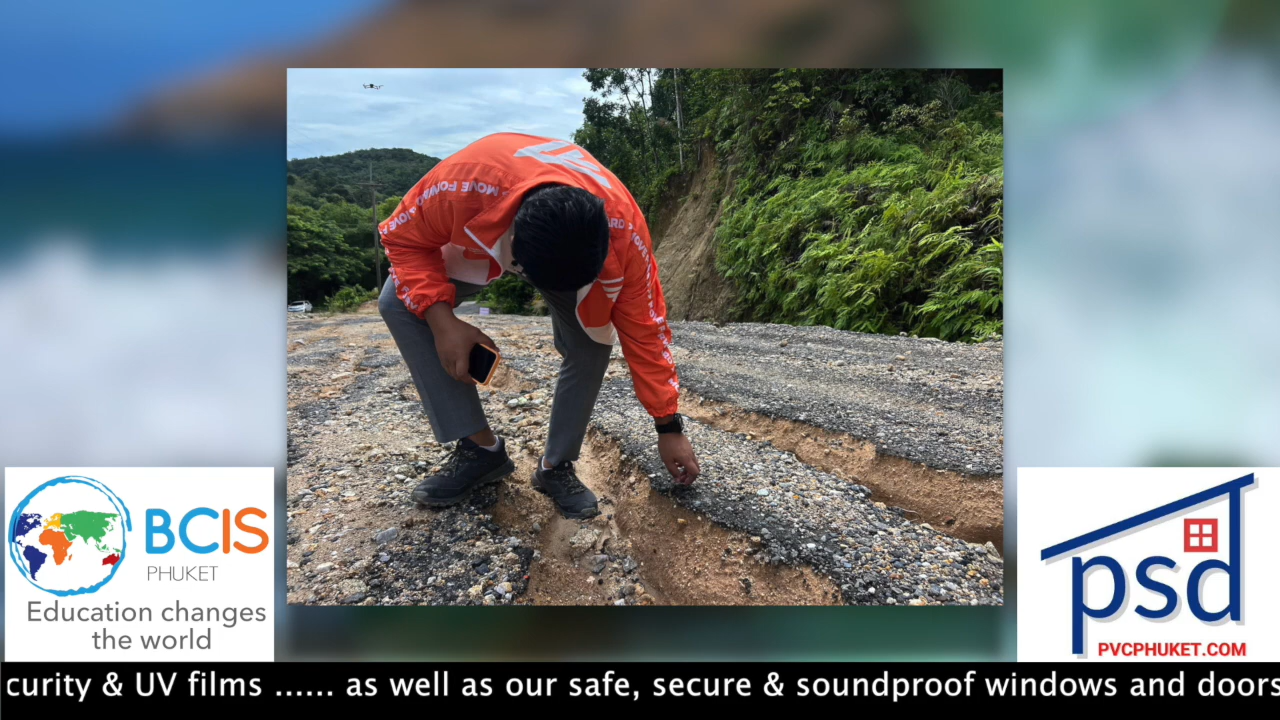 MOVE FORWARD
BCIS
PHUKET
Education changes
the world
psd
PVCPHUKET.COM
curity & UV films ...... as well as our safe, secure & soundproof windows and doors